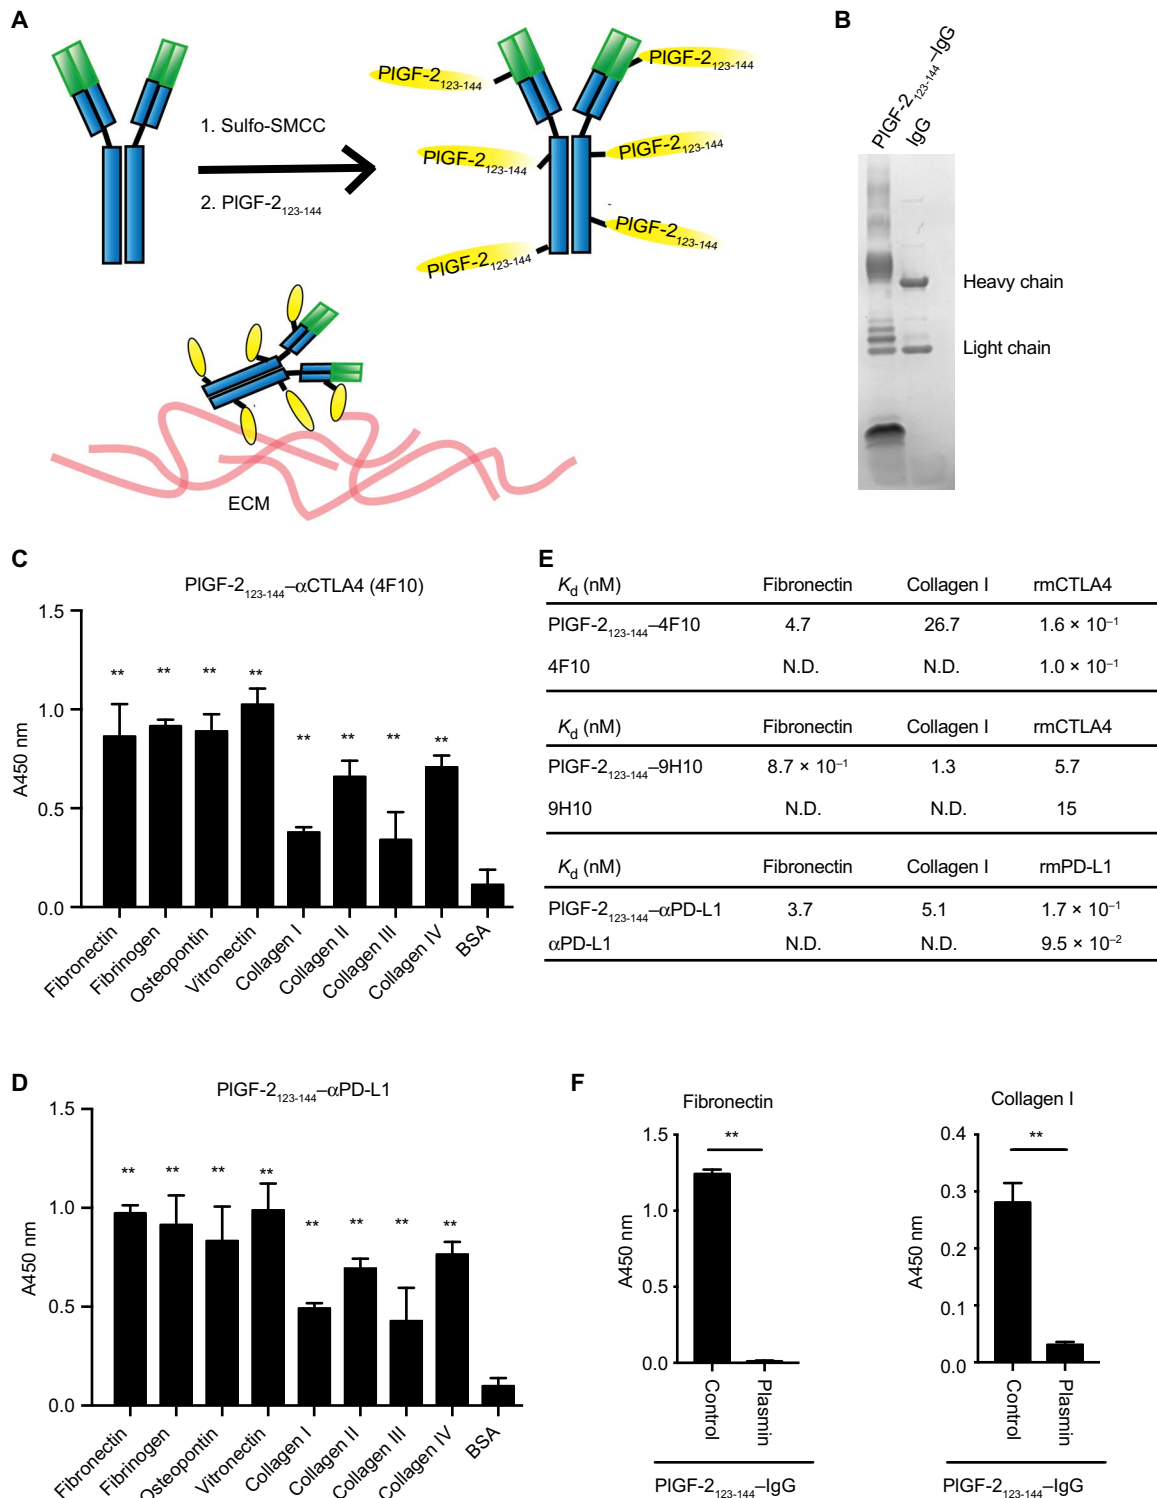 A
PlGF-2123-144
PlGF-2123-144
1. Sulfo-SMCC
2. PlGF-2123-144
PlGF-2123-144
PlGF-2123-144
PlGF-2123-144
PlGF-2123-144
ECM
B
PlGF-2123-144–IgG
IgG
Heavy chain
Light chain
C
PlGF-2123-144–αCTLA4 (4F10)
A450 nm
1.5
1.0
0.5
0.0
** ** ** ** ** ** ** **
Fibronectin
Fibrinogen
Osteopontin
Vitronectin
Collagen I
Collagen II
Collagen III
Collagen IV
BSA
E
Kd (nM) Fibronectin Collagen I rmCTLA4
PlGF-2123-144–4F10 4.7 26.7 1.6 × 10–1
4F10 N.D. N.D. 1.0 × 10–1
Kd (nM) Fibronectin Collagen I rmCTLA4
PlGF-2123-144–9H10 8.7 × 10–1 1.3 5.7
9H10 N.D. N.D. 15
Kd (nM) Fibronectin Collagen I rmPD-L1
PlGF-2123-144–αPD-L1 3.7 5.1 1.7 × 10–1
αPD-L1 N.D. N.D. 9.5 × 10–2
D
PlGF-2123-144–αPD-L1
A450 nm
1.5
1.0
0.5
0.0
** ** ** ** ** ** ** **
Fibronectin
Fibrinogen
Osteopontin
Vitronectin
Collagen I
Collagen II
Collagen III
Collagen IV
BSA
F
Fibronectin
A450 nm
1.5
1.0
0.5
0.0
**
Control
Plasmin
PlGF-2123-144–IgG
Collagen I
A450 nm
0.4
0.3
0.2
0.1
0.0
**
Control
Plasmin
PlGF-2123-144–IgG